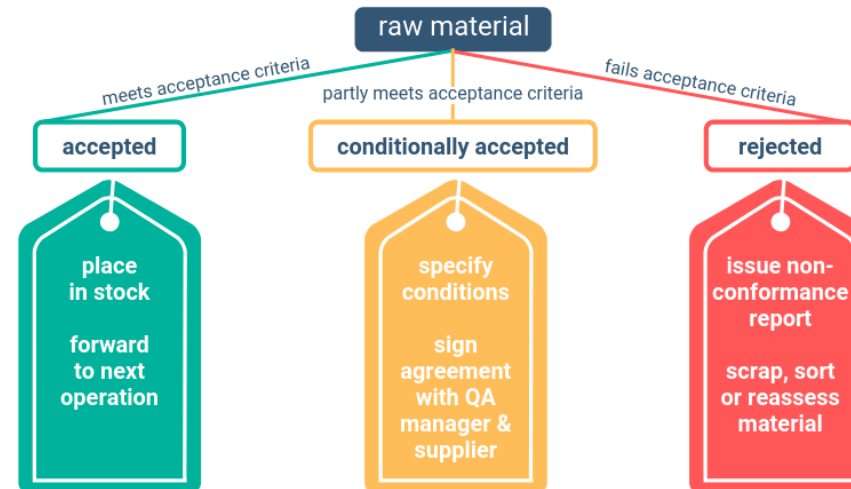 raw material
meets acceptance criteria
partly meets acceptance criteria
fails acceptance criteria
accepted
conditionally accepted
rejected
place
in stock
forward
to next
operation
specify
conditions
sign
agreement
with QA
manager &
supplier
issue non-
conformance
report
scrap, sort
or reassess
material